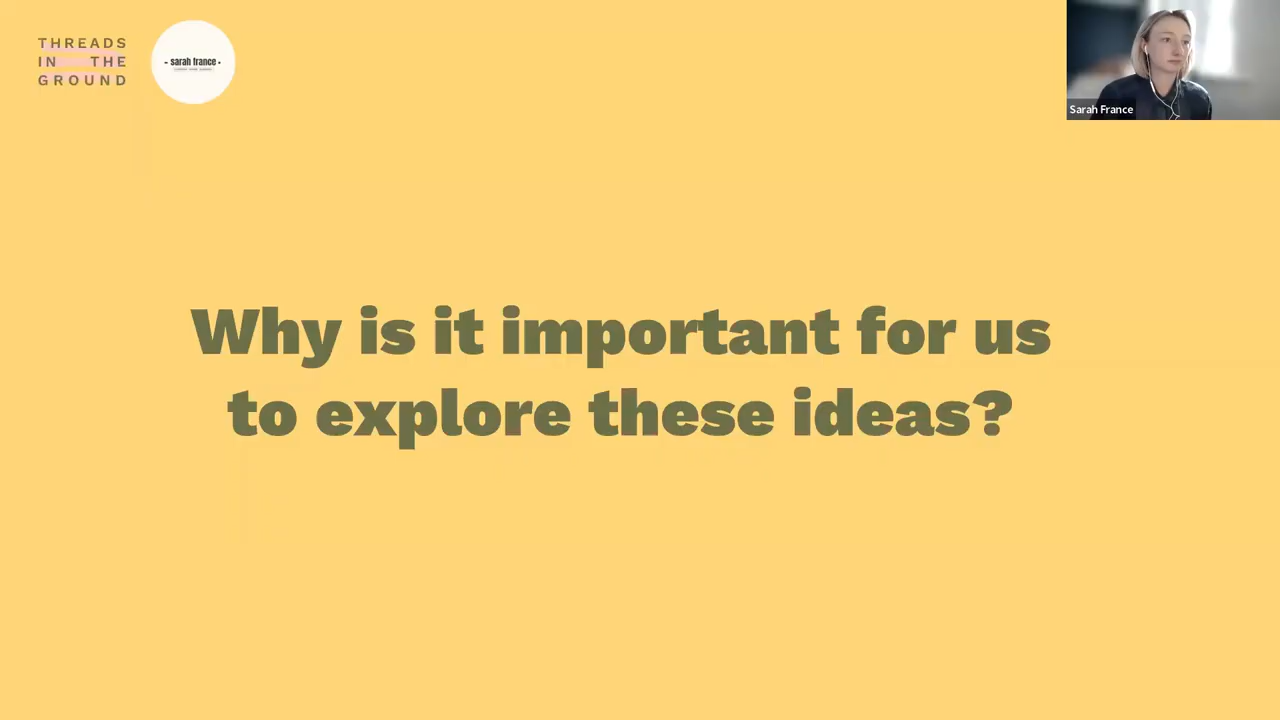 THREADS
IN THE
GROUND
- sarah france -
Sarah France
Why is it important for us
to explore these ideas?